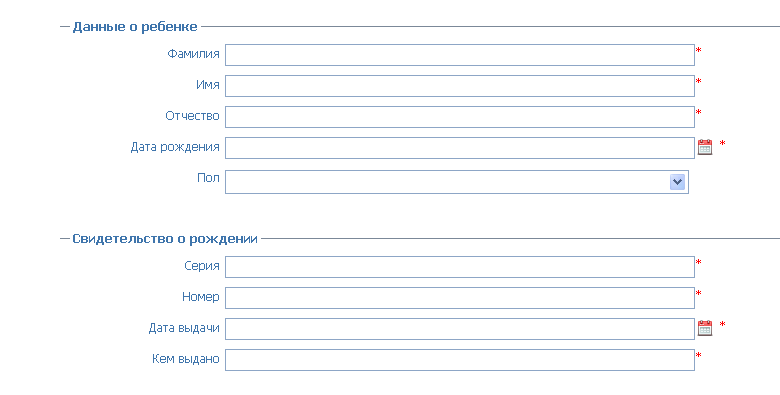 Данные о ребенке
Фамилия *
Имя *
Отчество *
Дата рождения *
Пол
Свидетельство о рождении
Серия *
Номер *
Дата выдачи *
Кем выдано *